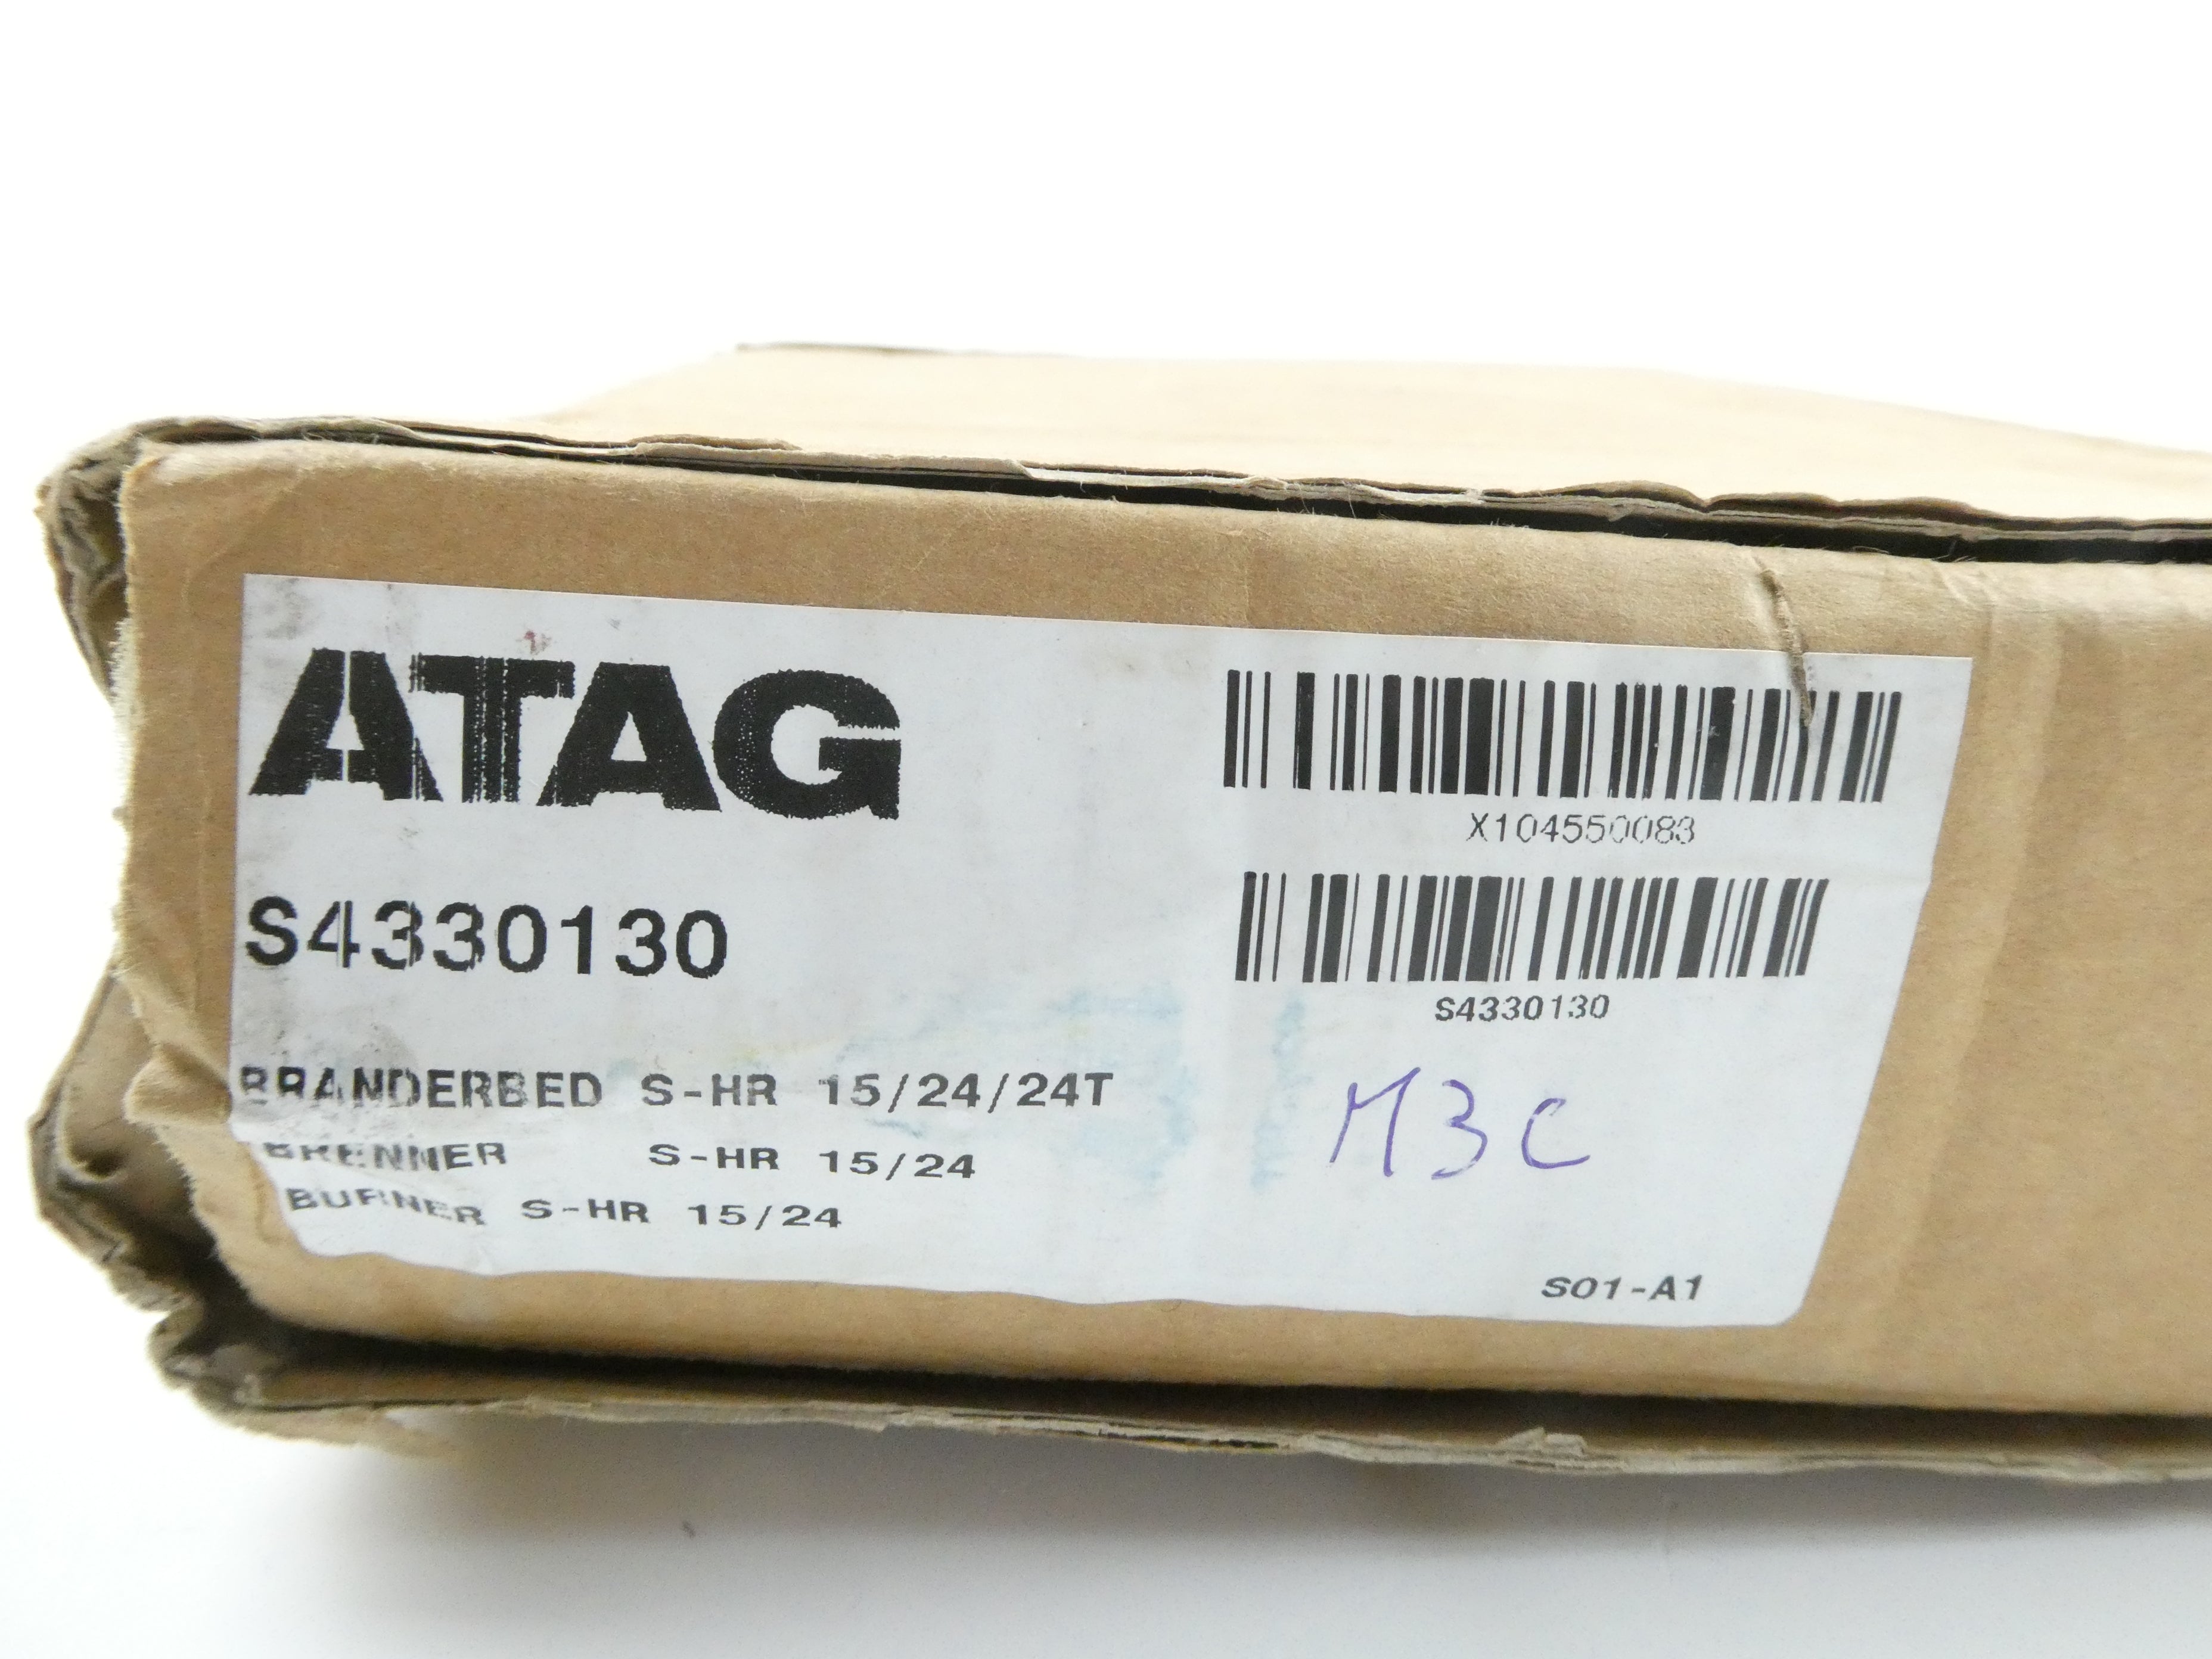 ATAG
X104550083
S4330130
S4330130
BRANDERBED S-HR 15/24/24T
BRENNER S-HR 15/24
BURNER S-HR 15/24
M3C
S01-A1